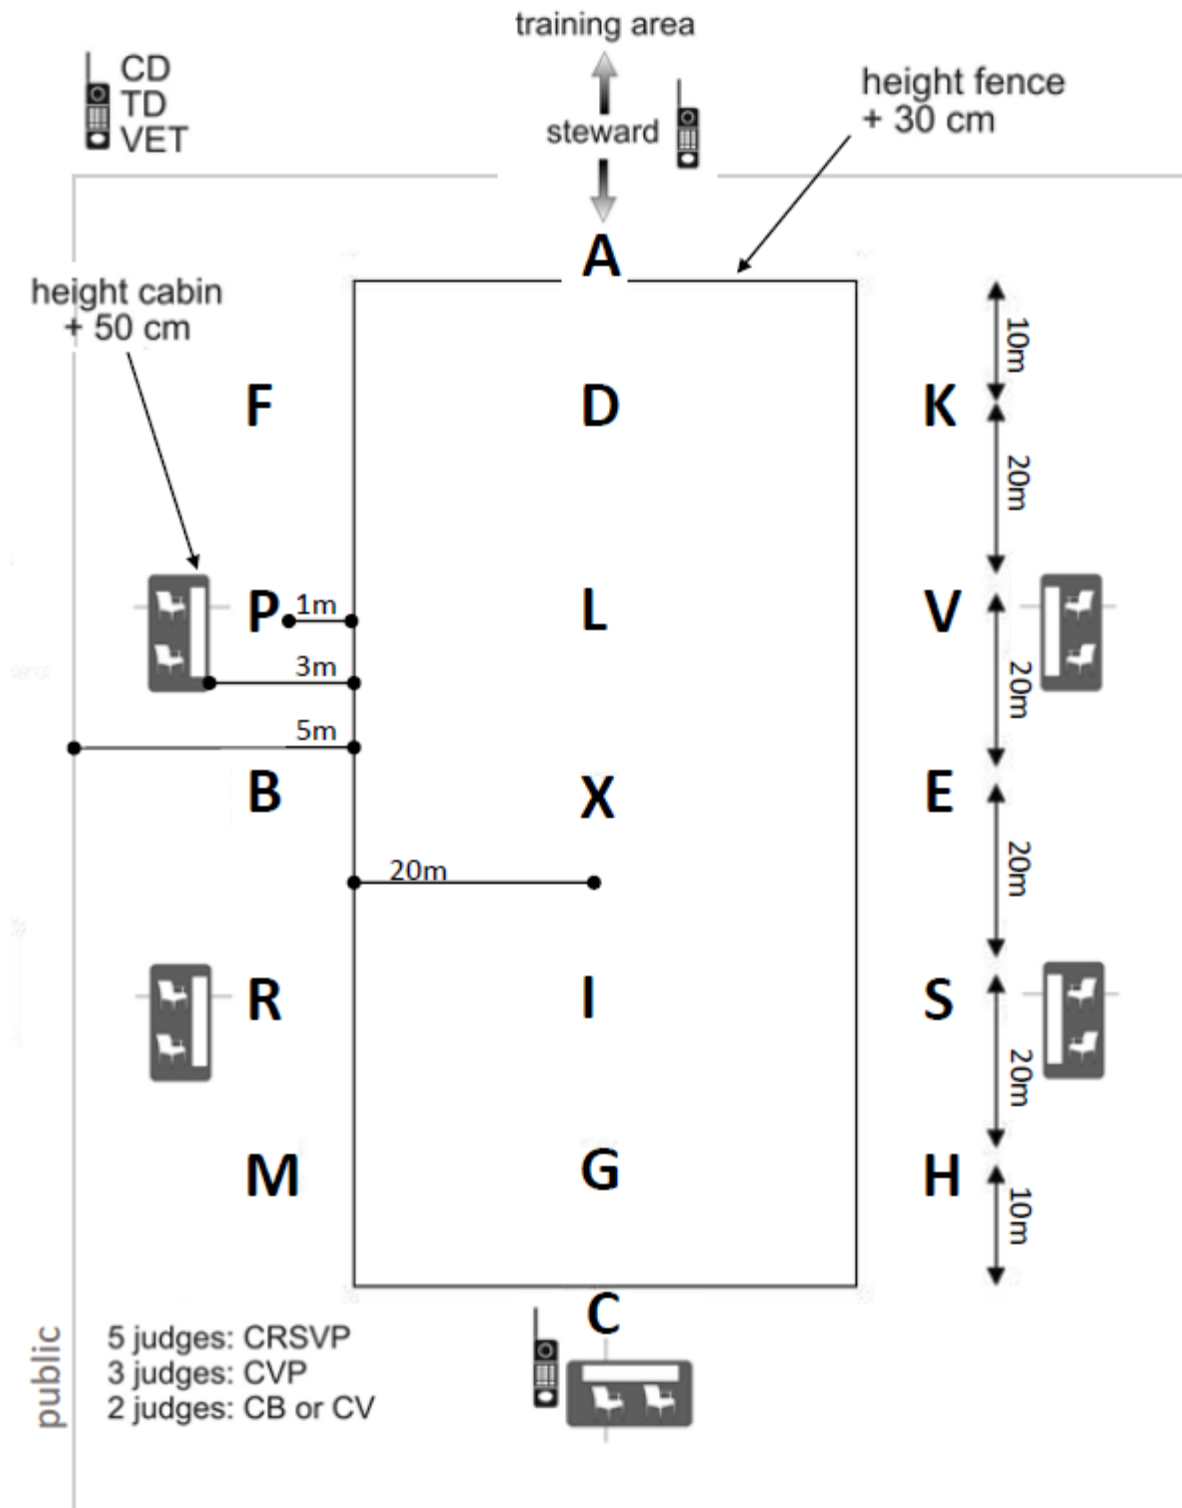 training area
CD
TD
VET
steward
height fence
+ 30 cm
A
height cabin
+ 50 cm
10m
F D K
20m
P 1m L V
3m
20m
5m
B X E
20m
20m
R I S
20m
M G H
10m
C
public
5 judges: CRSVP
3 judges: CVP
2 judges: CB or CV